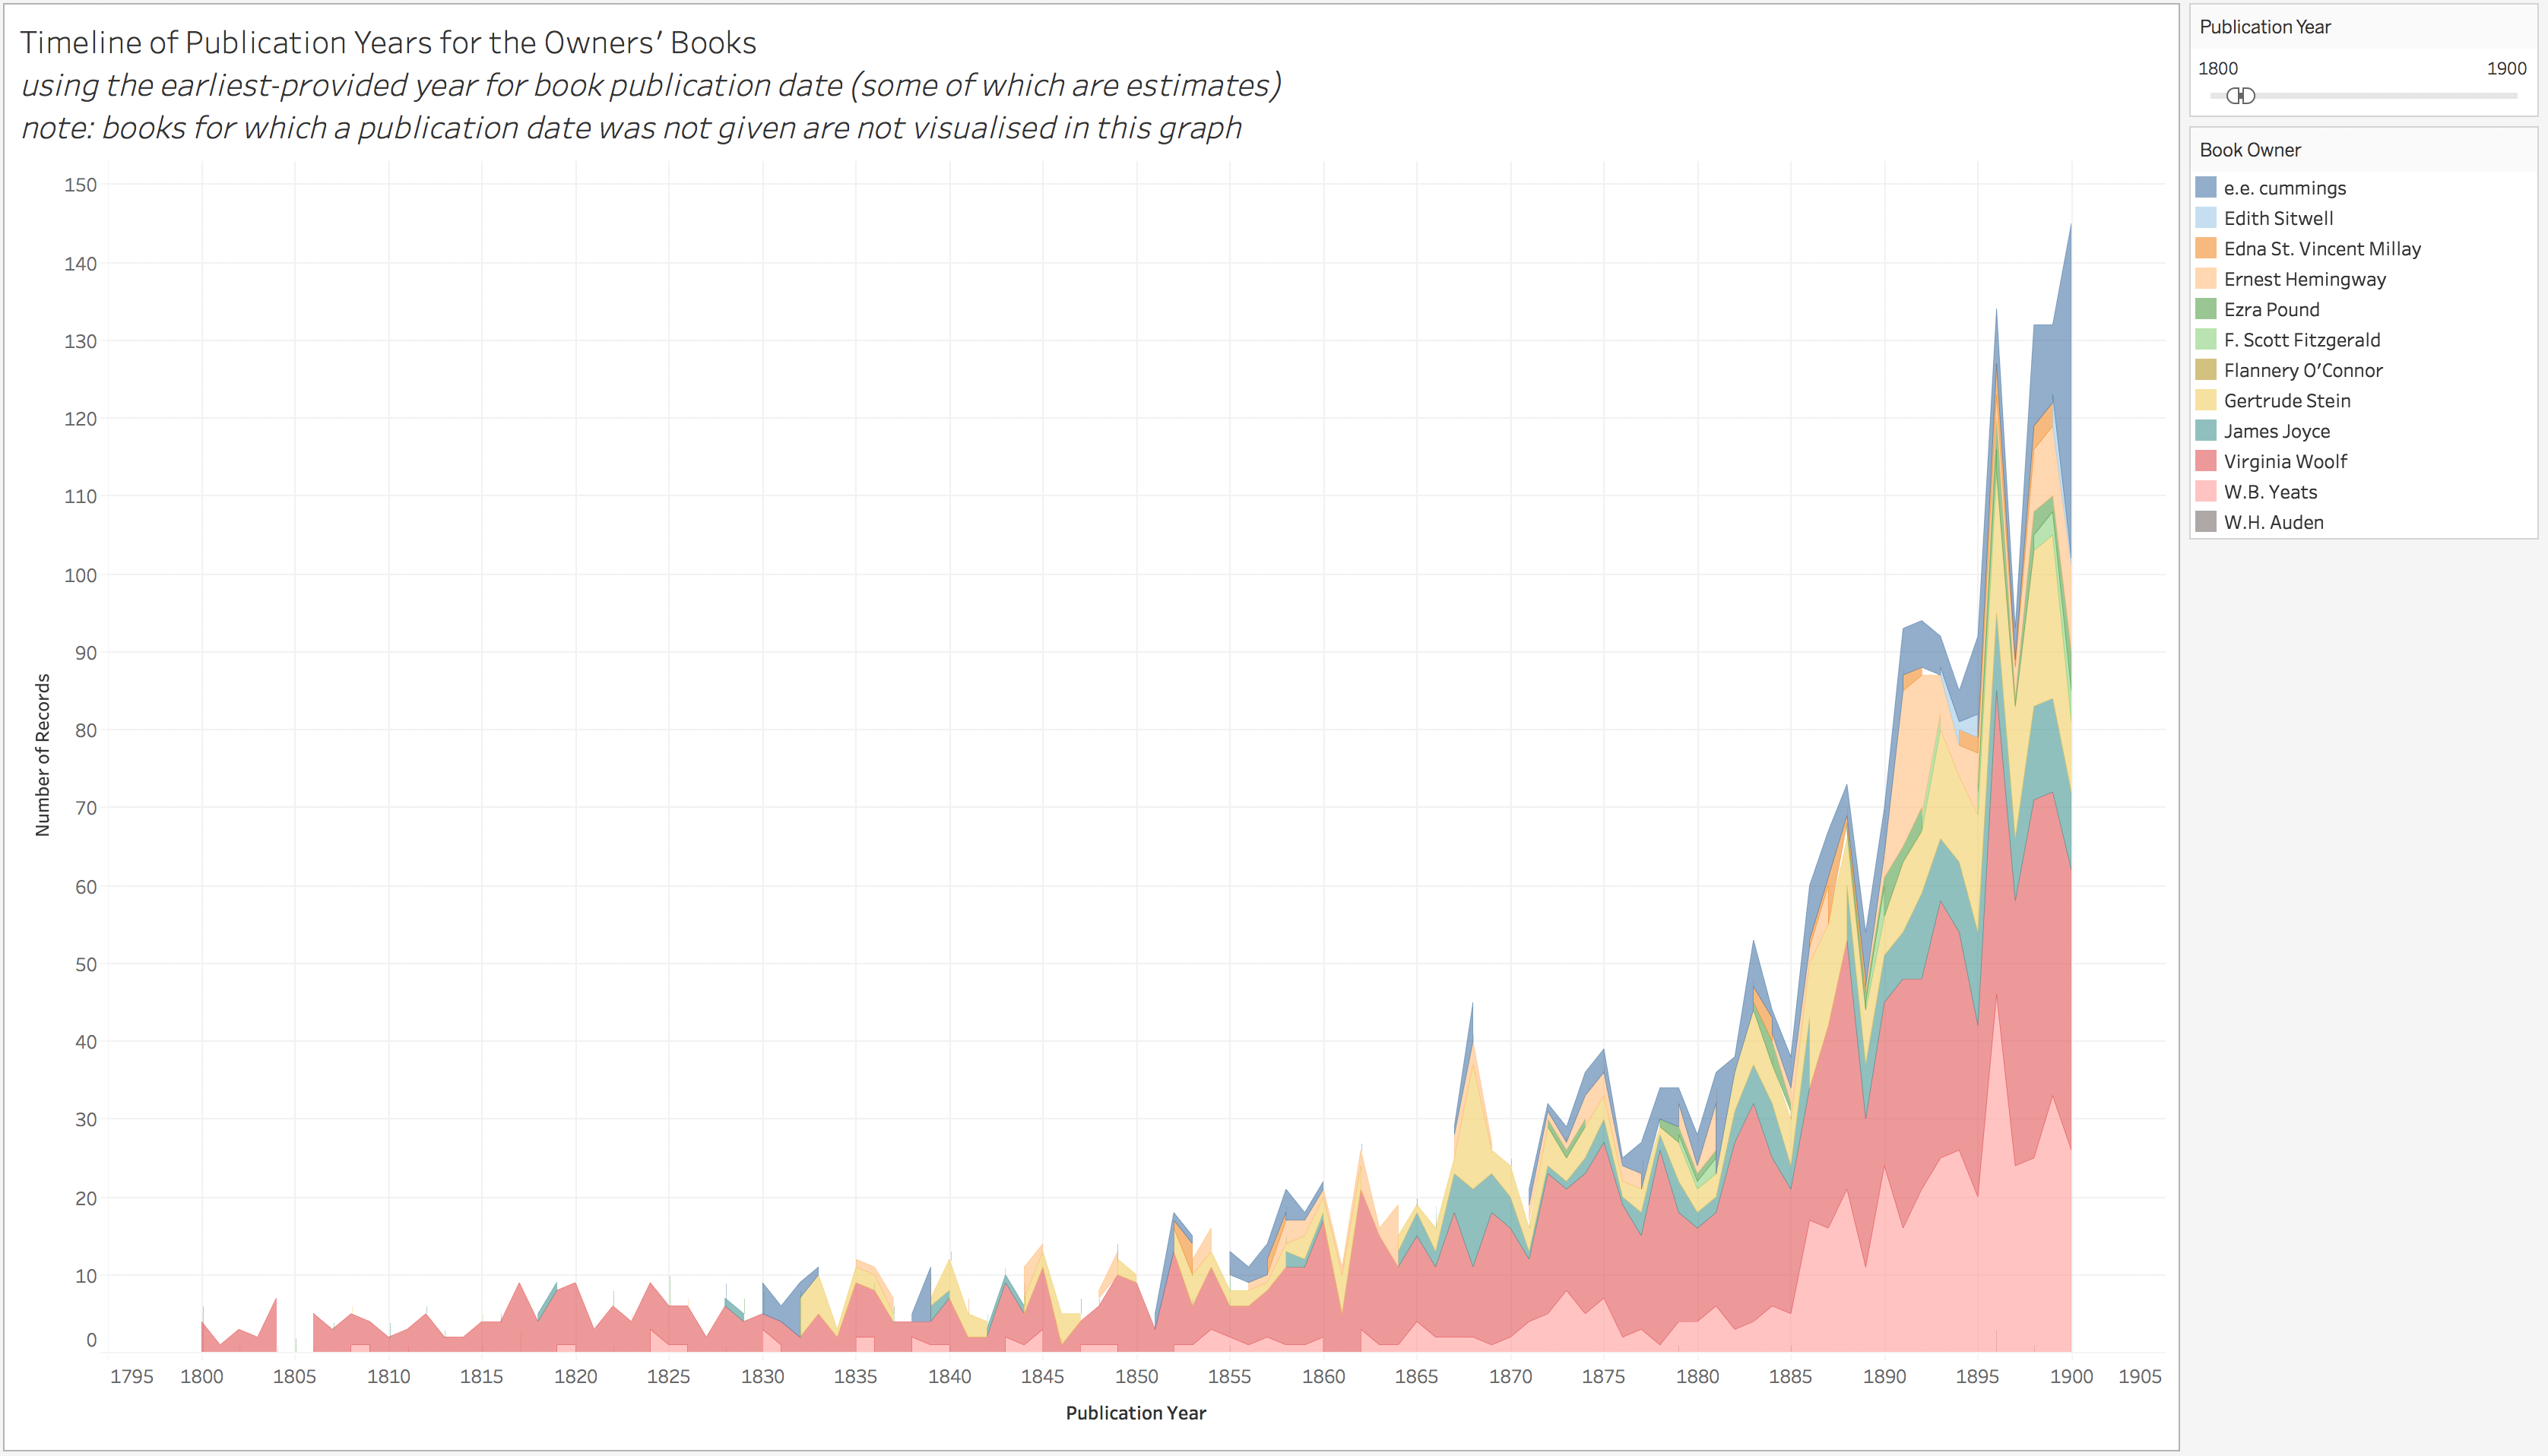 Timeline of Publication Years for the Owners' Books
using the earliest-provided year for book publication date (some of which are estimates)
note: books for which a publication date was not given are not visualised in this graph
150
140
130
120
110
100
90
80
70
60
50
40
30
20
10
0
Number of Records
1795 1800 1805 1810 1815 1820 1825 1830 1835 1840 1845 1850 1855 1860 1865 1870 1875 1880 1885 1890 1895 1900 1905
Publication Year
Publication Year
1800 1900
Book Owner
e.e. cummings
Edith Sitwell
Edna St. Vincent Millay
Ernest Hemingway
Ezra Pound
F. Scott Fitzgerald
Flannery O'Connor
Gertrude Stein
James Joyce
Virginia Woolf
W.B. Yeats
W.H. Auden